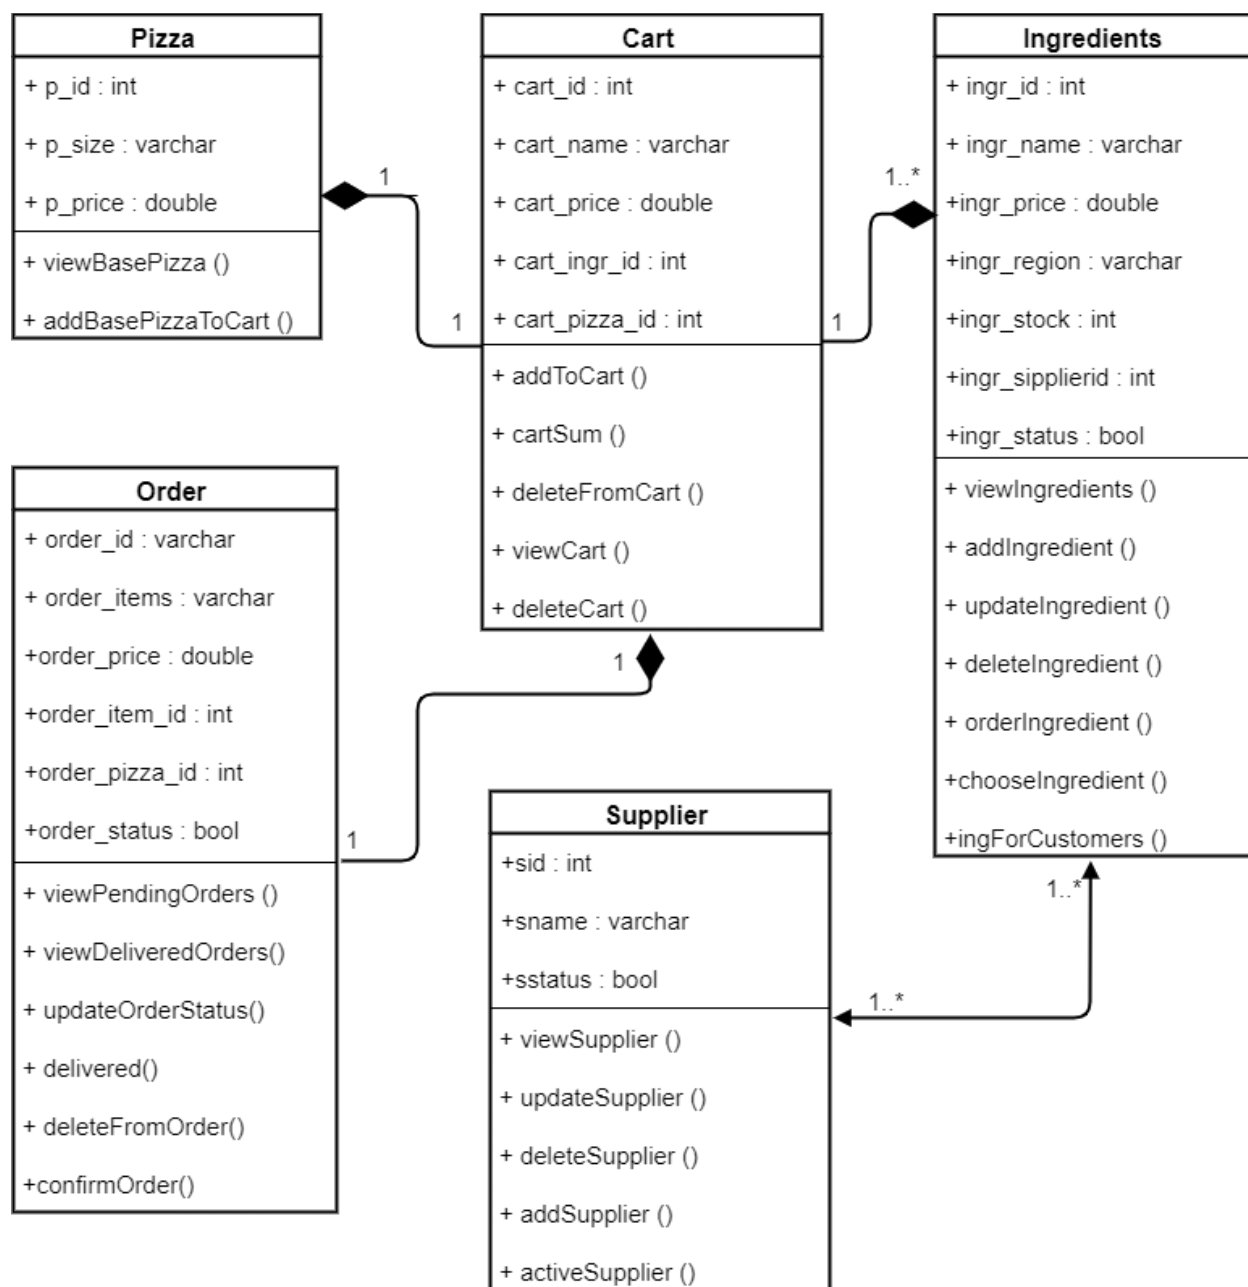 Pizza
+ p_id : int
+ p_size : varchar
+ p_price : double
+ viewBasePizza ()
+ addBasePizzaToCart ()
1
1
Cart
+ cart_id : int
+ cart_name : varchar
+ cart_price : double
+ cart_ingr_id : int
+ cart_pizza_id : int
+ addToCart ()
+ cartSum ()
+ deleteFromCart ()
+ viewCart ()
+ deleteCart ()
1..*
1
Ingredients
+ ingr_id : int
+ ingr_name : varchar
+ingr_price : double
+ingr_region : varchar
+ingr_stock : int
+ingr_sipplierid : int
+ingr_status : bool
+ viewIngredients ()
+ addIngredient ()
+ updateIngredient ()
+ deleteIngredient ()
+ orderIngredient ()
+chooseIngredient ()
+ingForCustomers ()
Order
+ order_id : varchar
+ order_items : varchar
+order_price : double
+order_item_id : int
+order_pizza_id : int
+order_status : bool
+ viewPendingOrders ()
+ viewDeliveredOrders()
+ updateOrderStatus()
+ delivered()
+ deleteFromOrder()
+confirmOrder()
1
1
Supplier
+sid : int
+sname : varchar
+sstatus : bool
+ viewSupplier ()
+ updateSupplier ()
+ deleteSupplier ()
+ addSupplier ()
+ activeSupplier ()
1..*
1..*